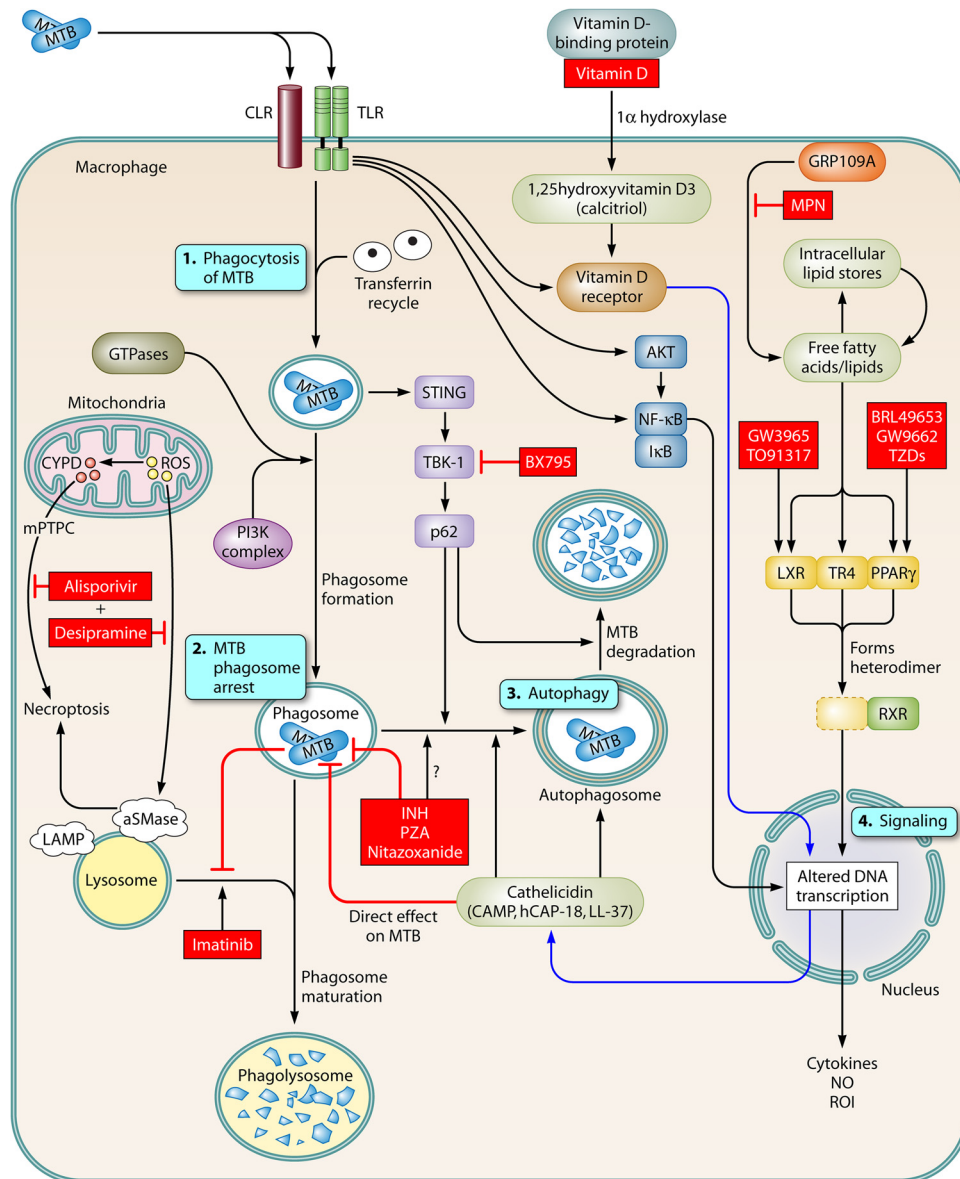 MTB
MTB
CLR
TLR
Vitamin D-
binding protein
Vitamin D
1α hydroxylase
Macrophage
1,25hydroxyvitamin D3
(calcitriol)
GRP109A
MPN
1. Phagocytosis
of MTB
Transferrin
recycle
Vitamin D
receptor
Intracellular
lipid stores
GTPases
AKT
Free fatty
acids/lipids
MTB
MTB
STING
Mitochondria
NF-κB
IκB
GW3965
TO91317
BRL49653
GW9662
TZDs
CYPD
ROS
TBK-1
BX795
mPTPC
PI3K
complex
p62
LXR
TR4
PPARγ
Phagosome
formation
Alisporivir
+
Desipramine
MTB
degradation
2. MTB
phagosome
arrest
Forms
heterodimer
3. Autophagy
Necroptosis
Phagosome
MTB
MTB
MTB
MTB
RXR
?
Autophagosome
aSMase
LAMP
INH
PZA
Nitazoxanide
4. Signaling
Lysosome
Altered DNA
transcription
Cathelicidin
(CAMP, hCAP-18, LL-37)
Direct effect
on MTB
Imatinib
Phagosome
maturation
Nucleus
Phagolysosome
Cytokines
NO
ROI